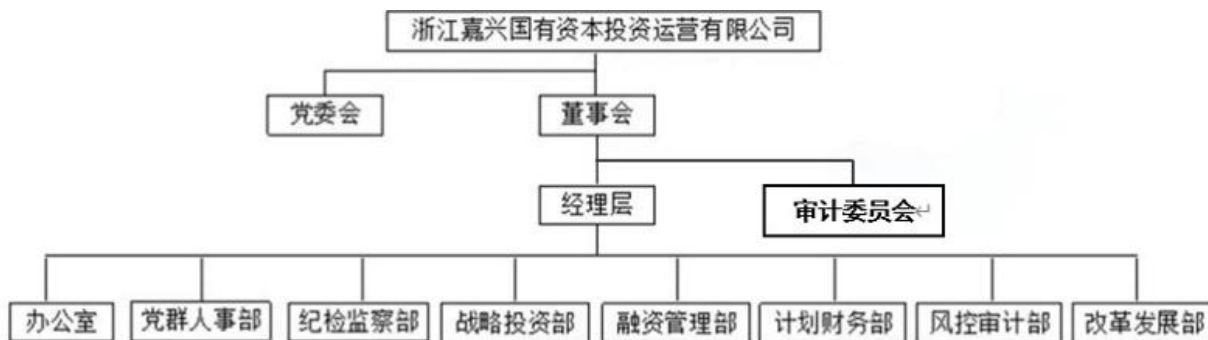 浙江嘉兴国有资本投资运营有限公司
党委会
董事会
经理层
审计委员会↵
办公室
党群人事部
纪检监察部
战略投资部
融资管理部
计划财务部
风控审计部
改革发展部